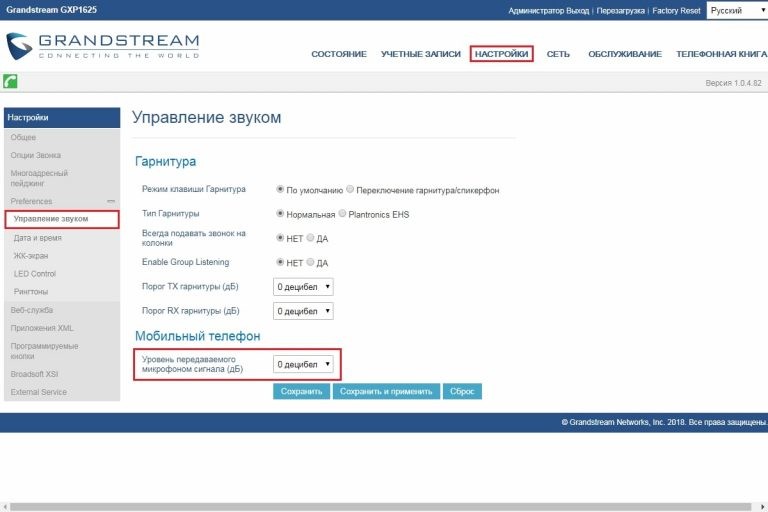 Grandstream GXP1625
Администратор Выход | Перезагрузка | Factory Reset
Русский
GRANDSTREAM
CONNECTING THE WORLD
СОСТОЯНИЕ УЧЕТНЫЕ ЗАПИСИ НАСТРОЙКИ СЕТЬ ОБСЛУЖИВАНИЕ ТЕЛЕФОННАЯ КНИГА
Версия 1.0.4.82
Настройки
Общее
Опции Звонка
Многоадресный
пейджинг
Preferences
Управление звуком
Дата и время
ЖК-экран
LED Control
Рингтоны
Веб-служба
Приложения XML
Программируемые
кнопки
Broadsoft XSI
External Service
Управление звуком
Гарнитура
Режим клавиши Гарнитура По умолчанию Переключение гарнитура/спикерфон
Тип Гарнитуры Нормальная Plantronics EHS
Всегда подавать звонок на
колонки НЕТ ДА
Enable Group Listening НЕТ ДА
Порог TX гарнитуры (дБ) 0 децибел
Порог RX гарнитуры (дБ) 0 децибел
Мобильный телефон
Уровень передаваемого
микрофоном сигнала (дБ) 0 децибел
Сохранить Сохранить и применить Сброс
© Grandstream Networks, Inc. 2018. Все права защищены.